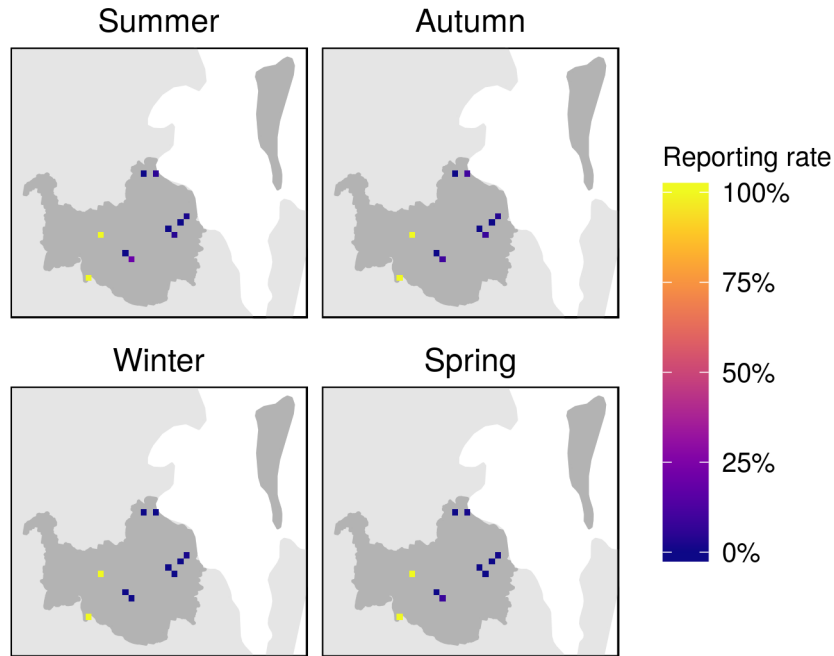 Summer
Autumn
Winter
Spring
Reporting rate
100%
75%
50%
25%
0%